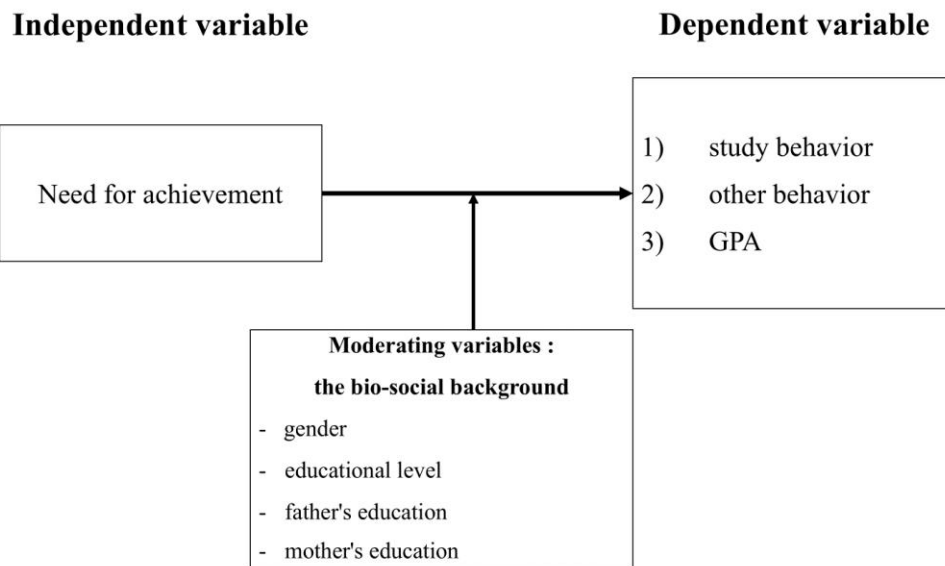 Independent variable
Dependent variable
Need for achievement
1) study behavior
2) other behavior
3) GPA
Moderating variables :
the bio-social background
- gender
- educational level
- father's education
- mother's education